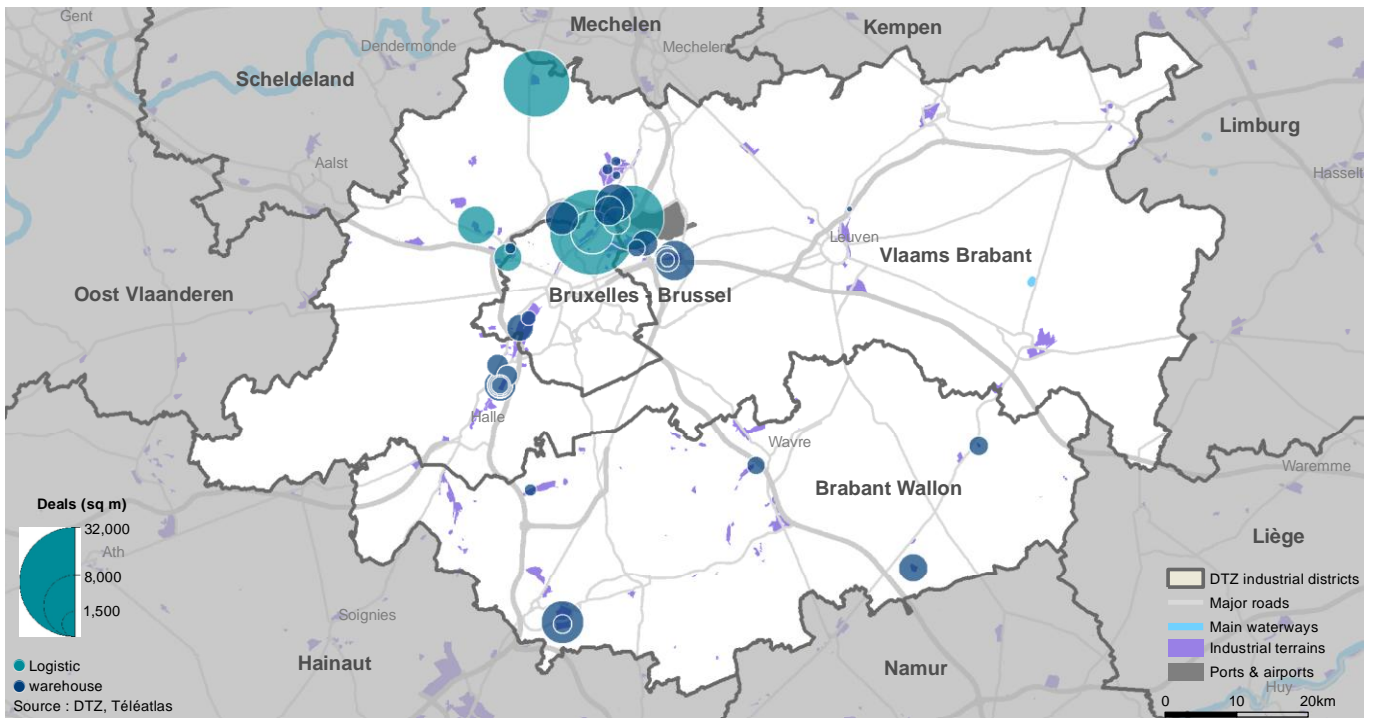 Gent
Mechelen
Kempen
Dendermonde
Mechelen
Scheldeland
Limburg
Aalst
Hasselt
Leuven
Vlaams Brabant
Oost Vlaanderen
Bruxelles - Brussel
Halle
Wavre
Waremme
Brabant Wallon
Deals (sq m)
32,000
Ath
8,000
1,500
Liège
Soignies
Hainaut
Namur
Huy
Logistic
warehouse
Source : DTZ, Téléatlas
DTZ industrial districts
Major roads
Main waterways
Industrial terrains
Ports & airports
0 10 20km